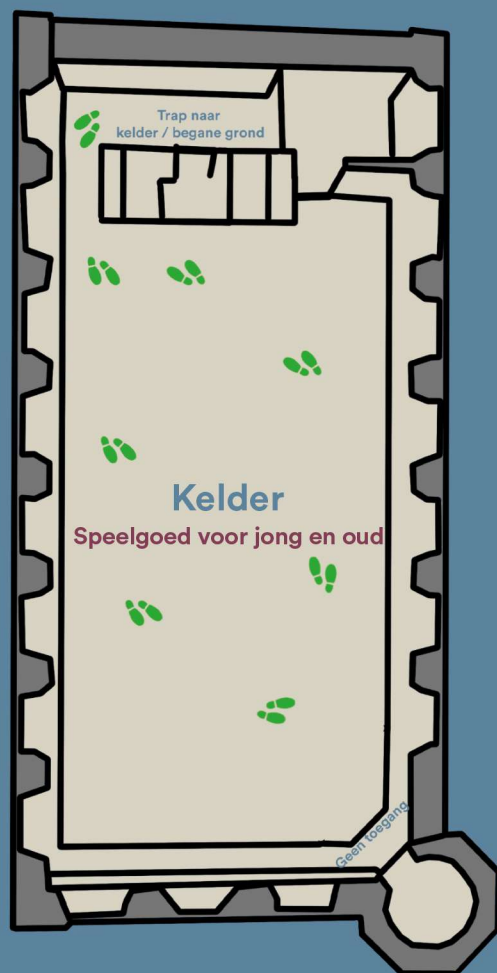 Trap naar
kelder / begane grond
Kelder
Speelgoed voor jong en oud
Geen toegang